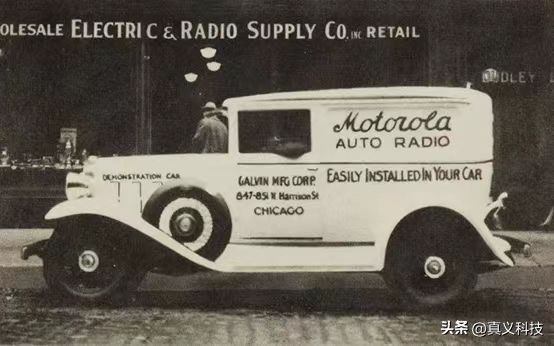 OLESALE ELECTRIC & RADIO SUPPLY CO. INC RETAIL
DUDLEY
Motorola
AUTO RADIO
EASILY INSTALLED IN YOUR CAR
DEMONSTRATION CAR
GALVIN MFG CORP.
847-851 W. Harrison St
CHICAGO
头条 @真义科技